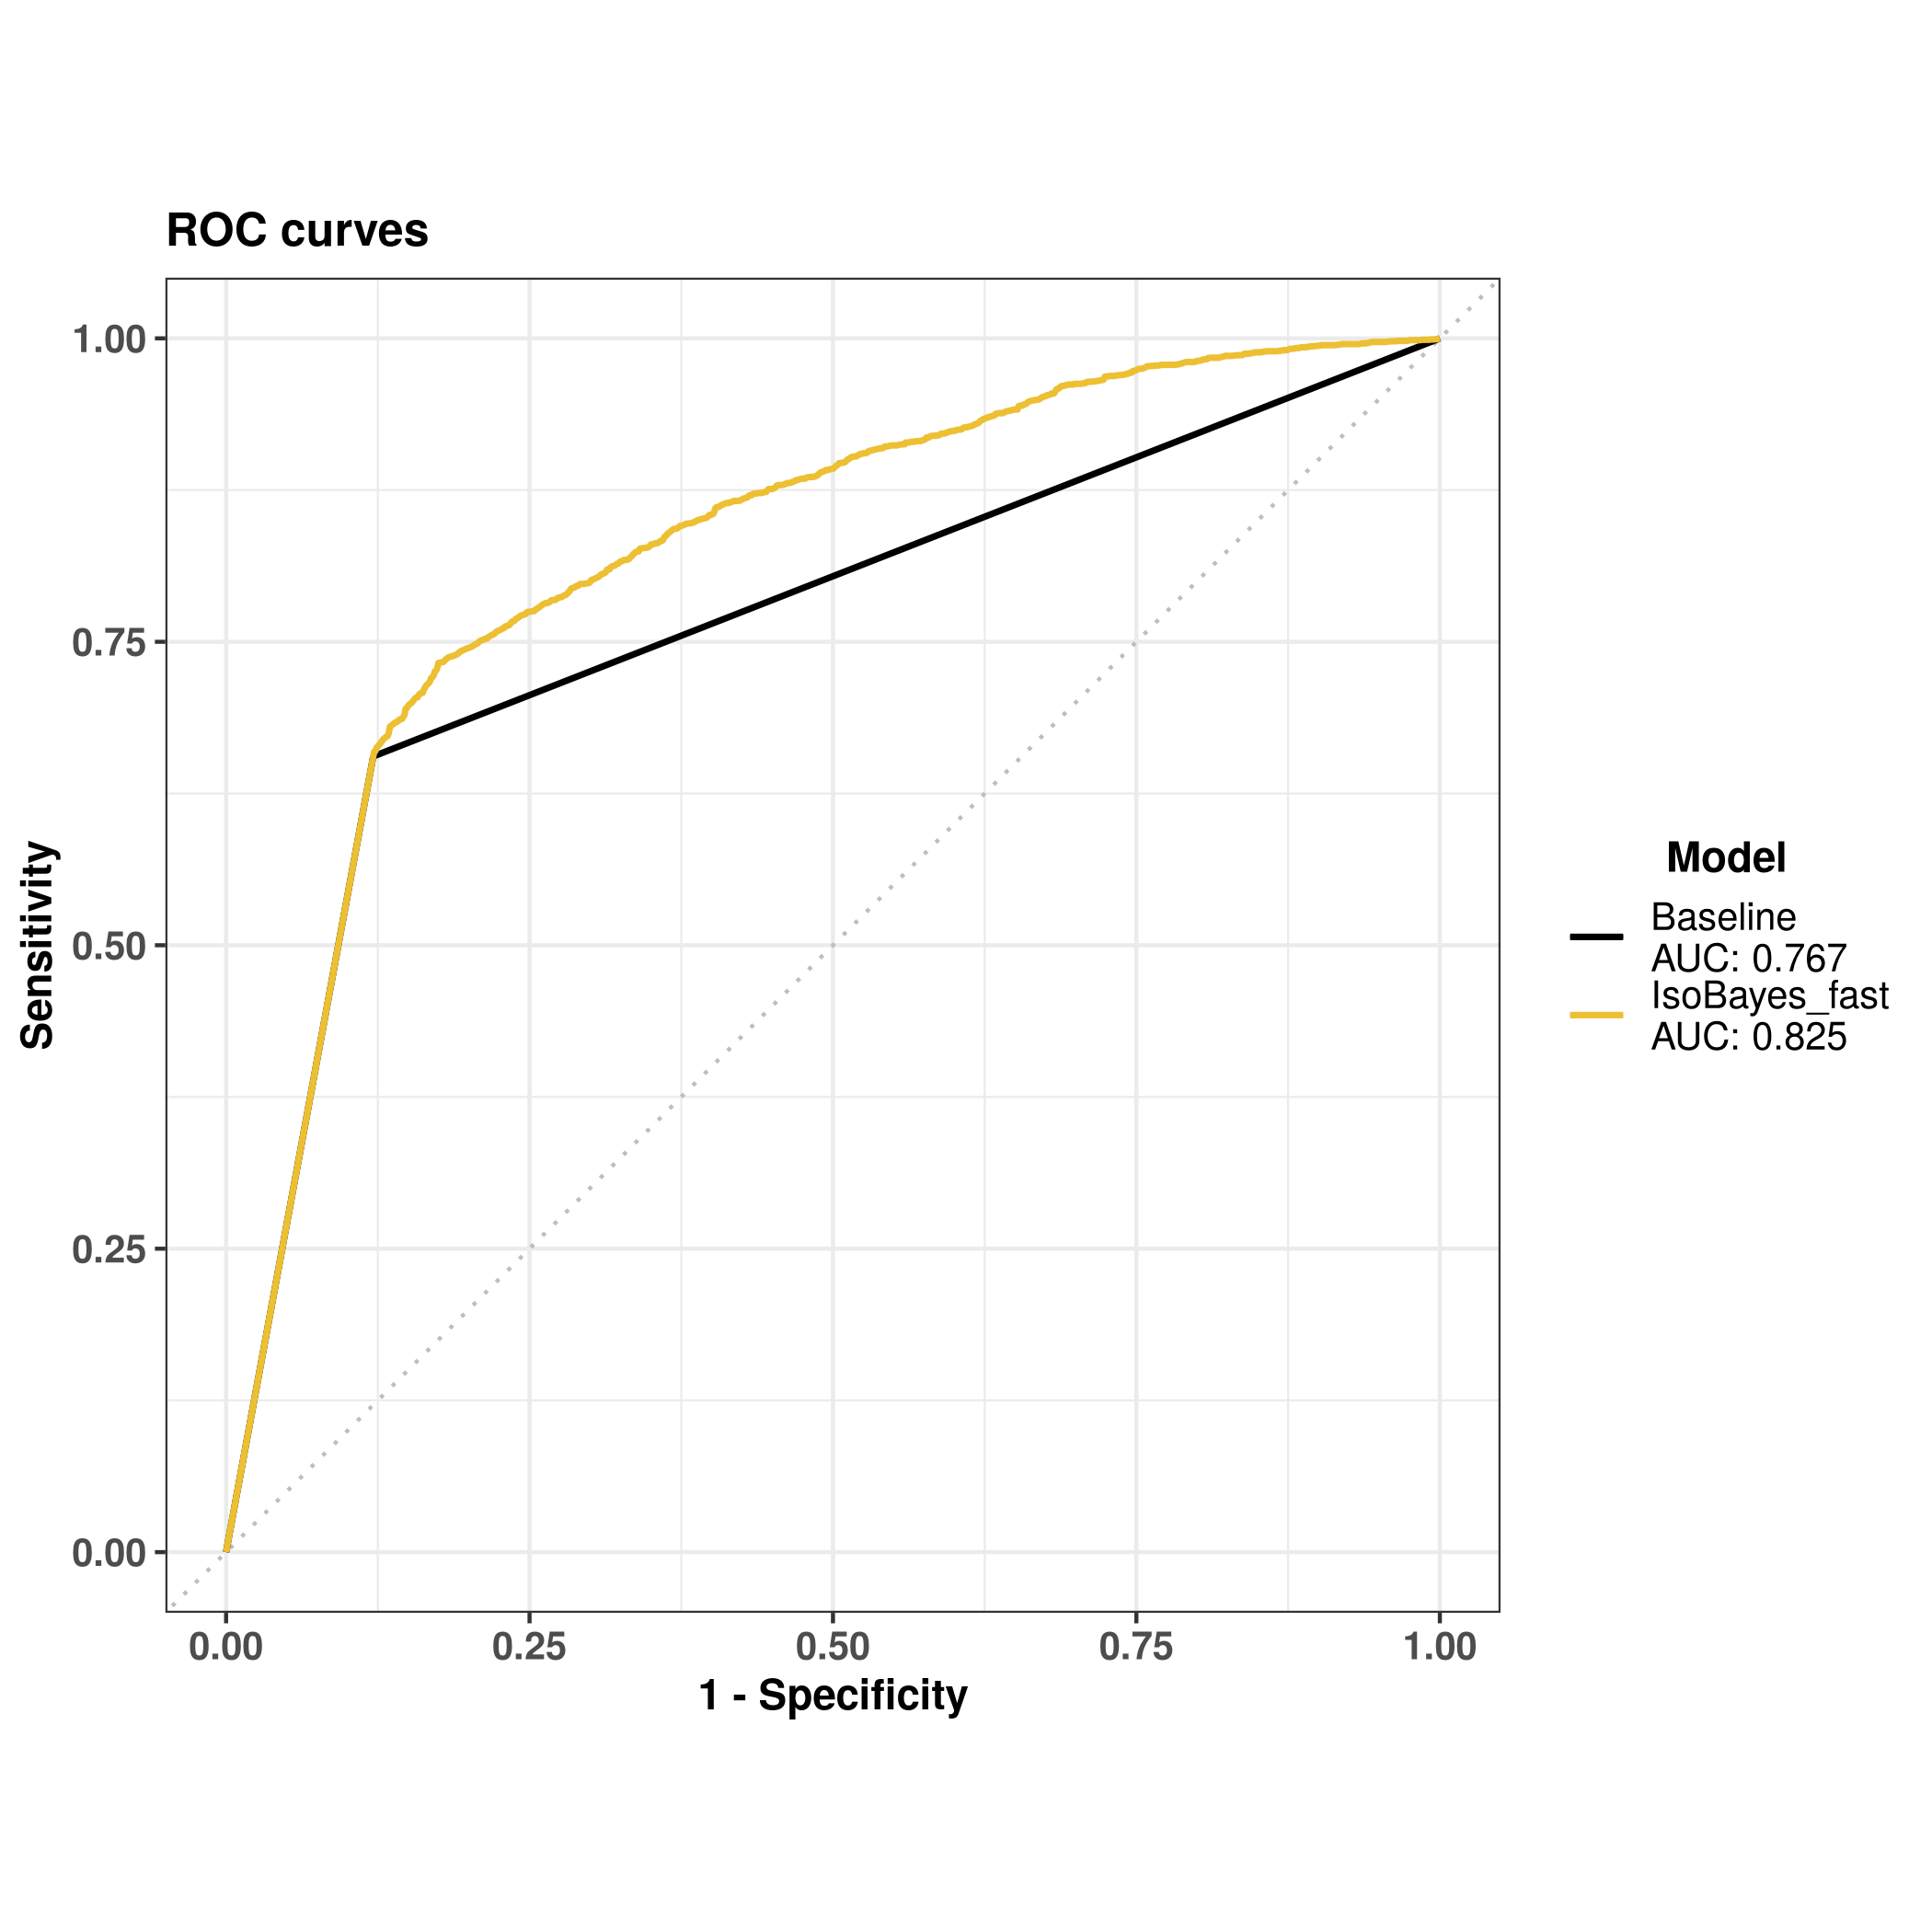 ROC curves
1.00
0.75
0.50
0.25
0.00
Sensitivity
0.00 0.25 0.50 0.75 1.00
1 - Specificity
Model
Baseline
AUC: 0.767
IsoBayes_fast
AUC: 0.825